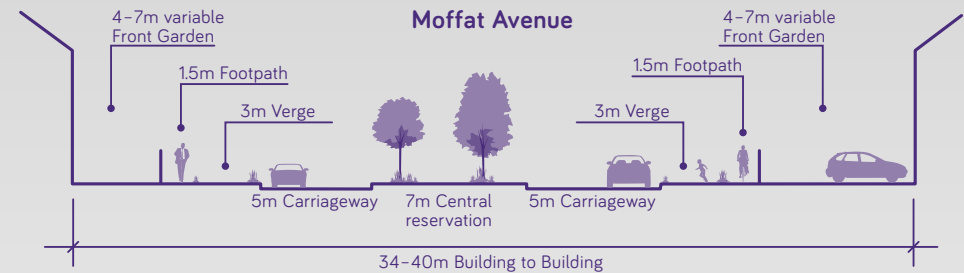 Moffat Avenue
4–7m variable
Front Garden
1.5m Footpath
3m Verge
4–7m variable
Front Garden
1.5m Footpath
3m Verge
5m Carriageway
7m Central
reservation
5m Carriageway
34–40m Building to Building